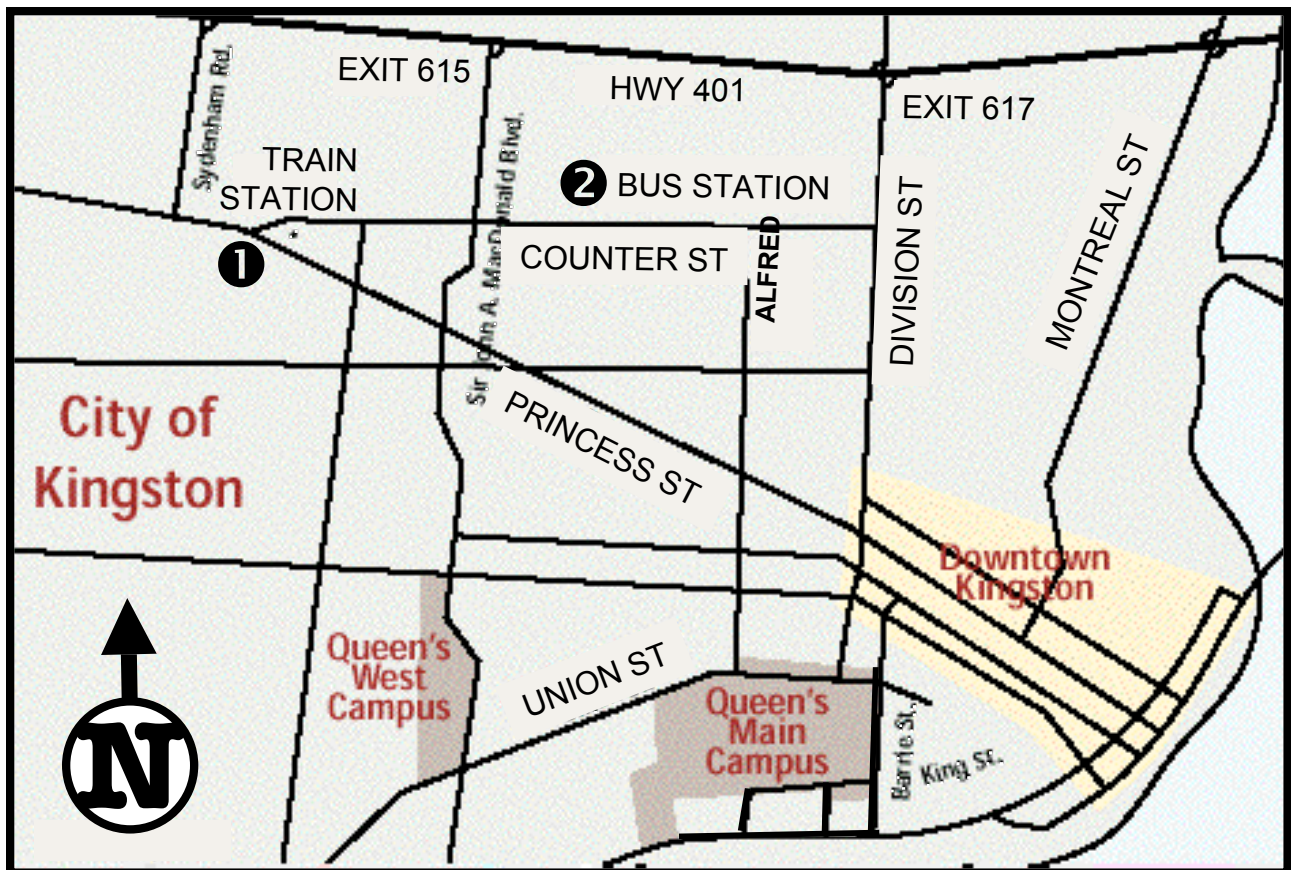 EXIT 615
HWY 401
EXIT 617
Sydenham Rd.
TRAIN
STATION
Sir John A. MacDonald Blvd.
❷ BUS STATION
ALFRED
DIVISION ST
MONTREAL ST
❶
COUNTER ST
City of
Kingston
PRINCESS ST
Downtown
Kingston
Queen's
West
Campus
UNION ST
Queen's
Main
Campus
Barrie St.
King St.
N